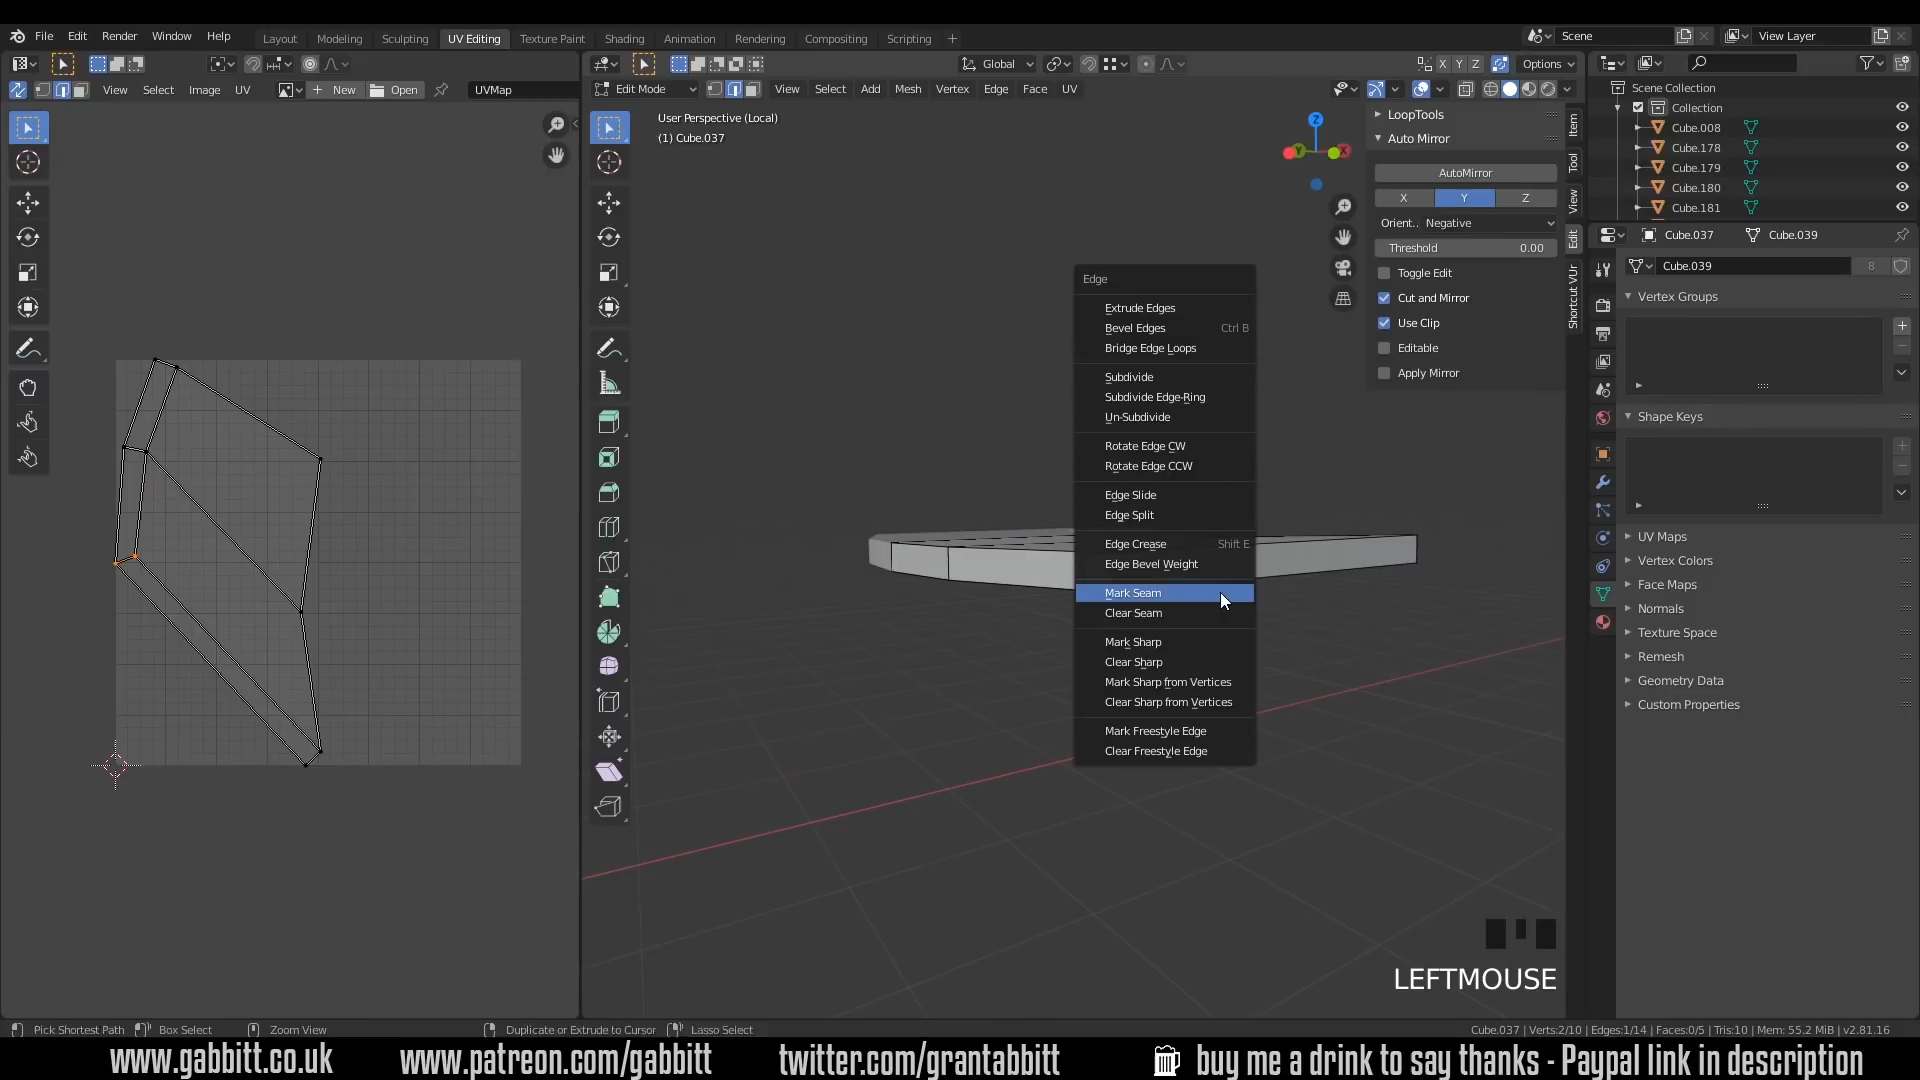 File Edit Render Window Help Layout Modeling Sculpting UV Editing Texture Paint Shading Animation Rendering Compositing Scripting Scene View Layer
Global X Y Z Options
View Select Image UV New Open UVMap
Edit Mode View Select Add Mesh Vertex Edge Face UV
User Perspective (Local)
(1) Cube.037
Z
LoopTools
Auto Mirror
AutoMirror
X Y Z
Orient.. Negative
Threshold 0.00
Toggle Edit
Cut and Mirror
Use Clip
Editable
Apply Mirror
Item
Tool
View
Edit
Shortcut VUr
Edge
Extrude Edges
Bevel Edges Ctrl B
Bridge Edge Loops
Subdivide
Subdivide Edge-Ring
Un-Subdivide
Rotate Edge CW
Rotate Edge CCW
Edge Slide
Edge Split
Edge Crease Shift E
Edge Bevel Weight
Mark Seam
Clear Seam
Mark Sharp
Clear Sharp
Mark Sharp from Vertices
Clear Sharp from Vertices
Mark Freestyle Edge
Clear Freestyle Edge
Scene Collection
Collection
Cube.008
Cube.178
Cube.179
Cube.180
Cube.181
Cube.037 Cube.039
Cube.039 8
Vertex Groups
Shape Keys
UV Maps
Vertex Colors
Face Maps
Normals
Texture Space
Remesh
Geometry Data
Custom Properties
LEFTMOUSE
Pick Shortest Path Box Select Zoom View Duplicate or Extrude to Cursor Lasso Select
Cube.037 | Verts:2/10 | Edges:1/14 | Faces:0/5 | Tris:10 | Mem: 55.2 MiB | v2.81.16
www.gabbitt.co.uk www.patreon.com/gabbitt twitter.com/grantabbitt buy me a drink to say thanks - Paypal link in description